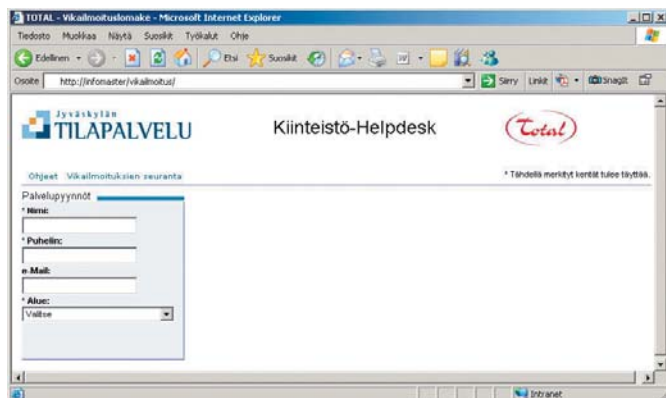 TOTAL - Vikailmoituslomake - Microsoft Internet Explorer
Tiedosto Muokkaa Näytä Suosikit Työkalut Ohje
Edellinen Etsi Suosikit
Osoite http://infomaster/vikailmoitus/ Siirry Linkit SnagIt
Jyväskylän
TILAPALVELU
Kiinteistö-Helpdesk
Total
Ohjeet Vikailmoituksien seuranta
* Tähdellä merkityt kentät tulee täyttää.
Palvelupyynnöt
* Nimi:
* Puhelin:
e-Mail:
* Alue:
Valitse
Intranet